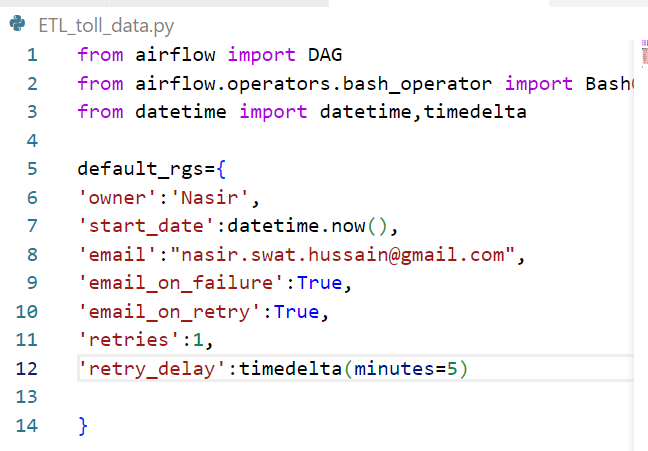 ETL_toll_data.py
1 from airflow import DAG
2 from airflow.operators.bash_operator import Bash
3 from datetime import datetime,timedelta
4
5 default_rgs={
6 'owner':'Nasir',
7 'start_date':datetime.now(),
8 'email':"nasir.swat.hussain@gmail.com",
9 'email_on_failure':True,
10 'email_on_retry':True,
11 'retries':1,
12 'retry_delay':timedelta(minutes=5)
13
14 }